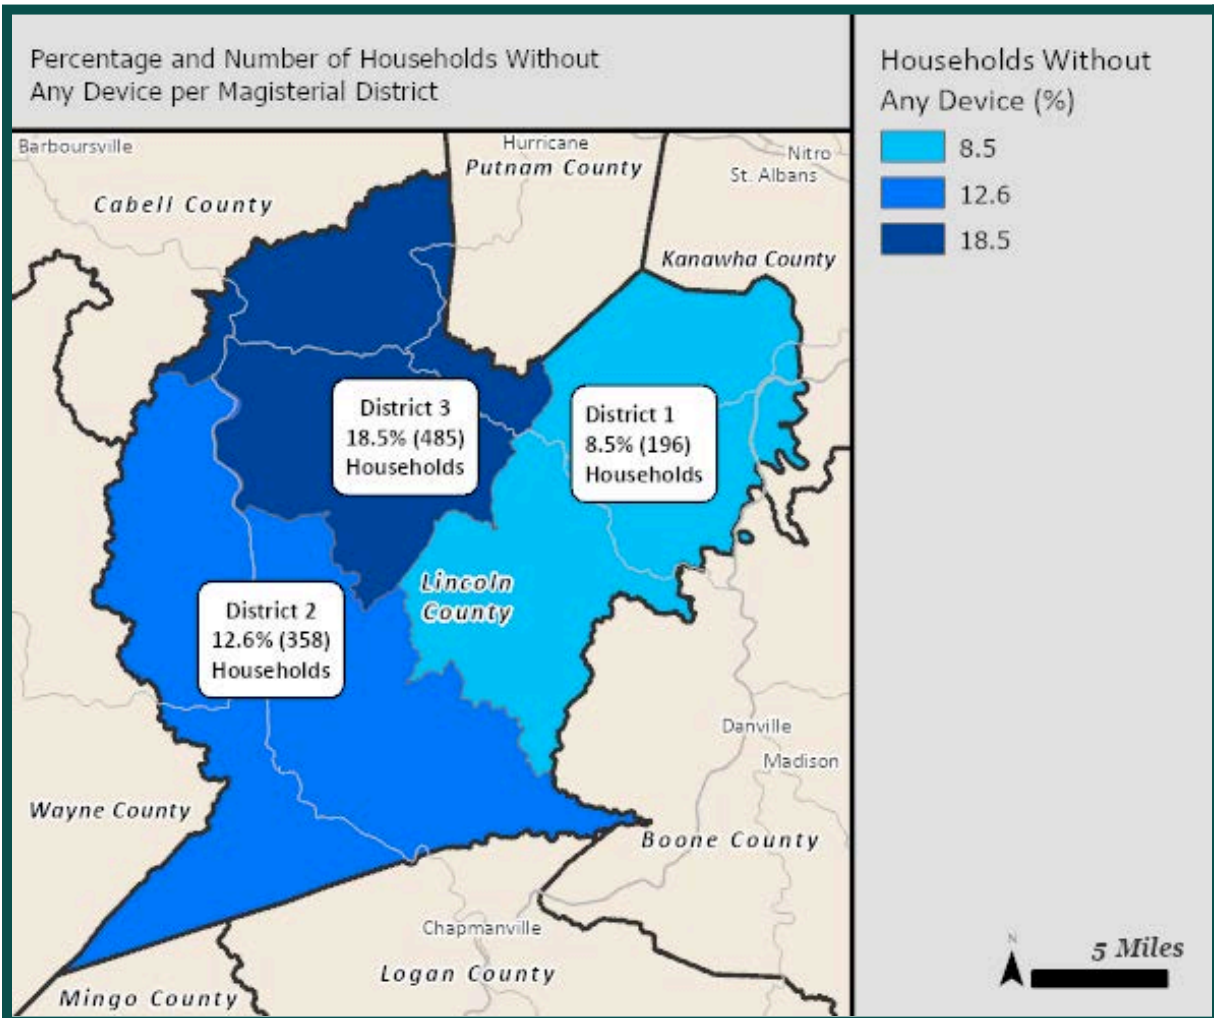 Percentage and Number of Households Without
Any Device per Magisterial District
Households Without
Any Device (%)
8.5
12.6
18.5
Barboursville
Hurricane
Putnam County
Nitro
St. Albans
Cabell County
Kanawha County
District 3
18.5% (485)
Households
District 1
8.5% (196)
Households
Lincoln
County
District 2
12.6% (358)
Households
Danville
Madison
Wayne County
Boone County
Chapmanville
Logan County
Mingo County
N
5 Miles